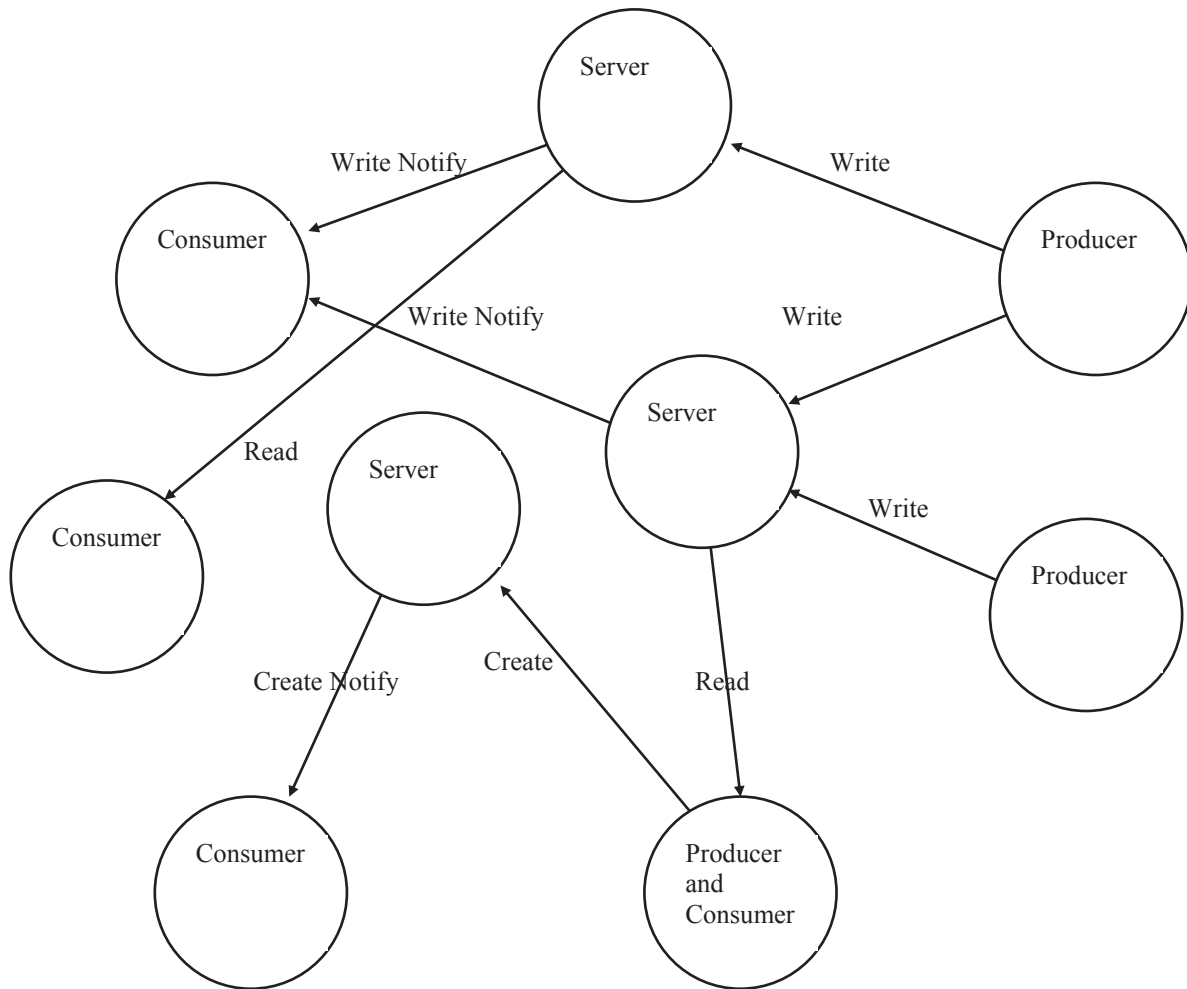 Server
Write Notify
Write
Consumer
Producer
Write Notify
Write
Server
Read
Server
Write
Consumer
Producer
Create
Create Notify
Read
Consumer
Producer
and
Consumer